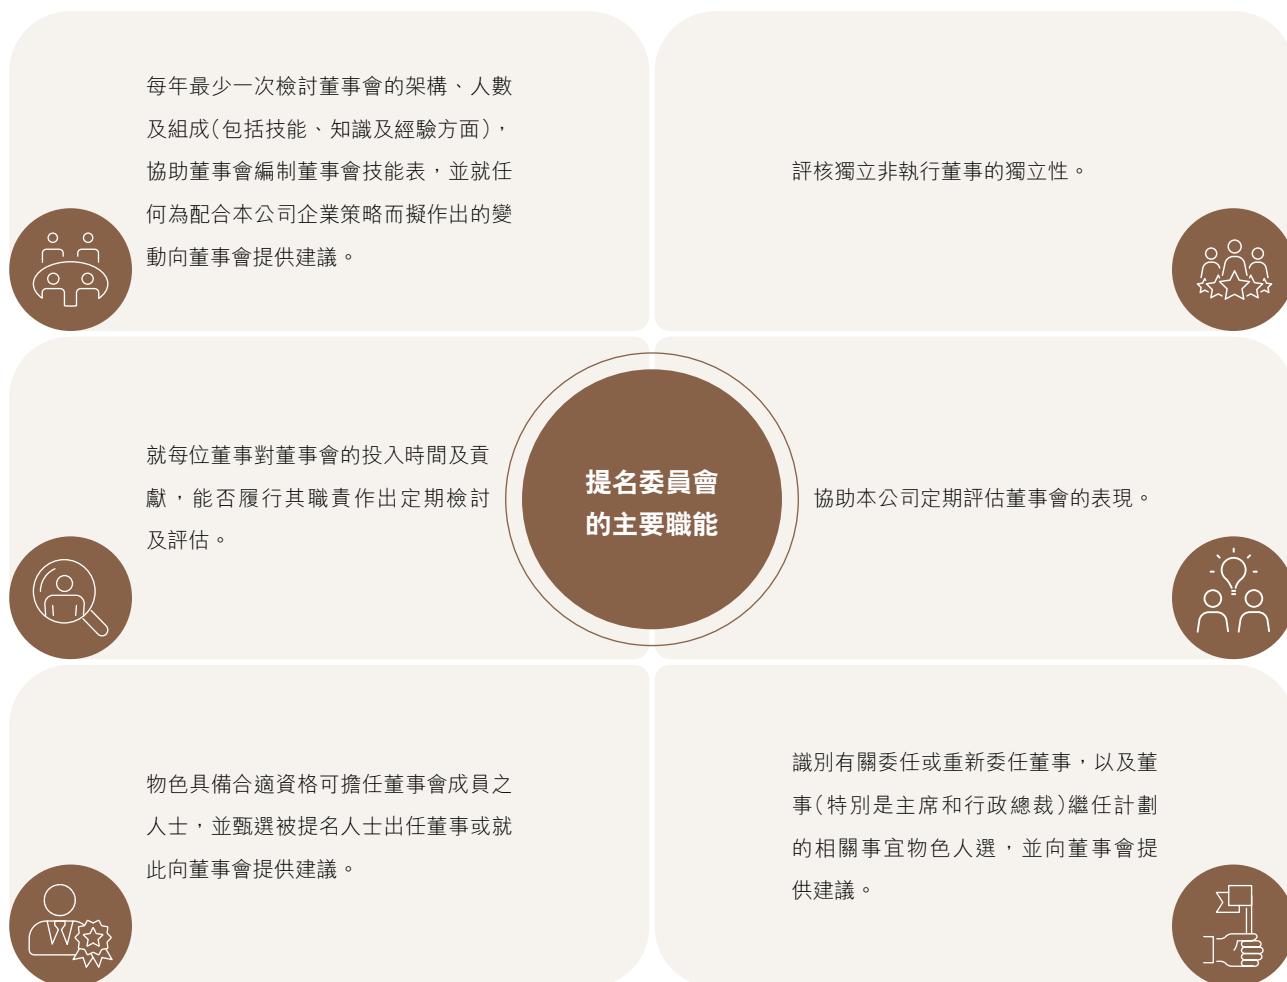 每年最少一次檢討董事會的架構、人數
及組成(包括技能、知識及經驗方面),
協助董事會編制董事會技能表,並就任
何為配合本公司企業策略而擬作出的變
動向董事會提供建議。
評核獨立非執行董事的獨立性。
就每位董事對董事會的投入時間及貢
獻,能否履行其職責作出定期檢討
及評估。
提名委員會
的主要職能
協助本公司定期評估董事會的表現。
物色具備合適資格可擔任董事會成員之
人士,並甄選被提名人士出任董事或就
此向董事會提供建議。
識別有關委任或重新委任董事,以及董
事(特別是主席和行政總裁)繼任計劃
的相關事宜物色人選,並向董事會提
供建議。